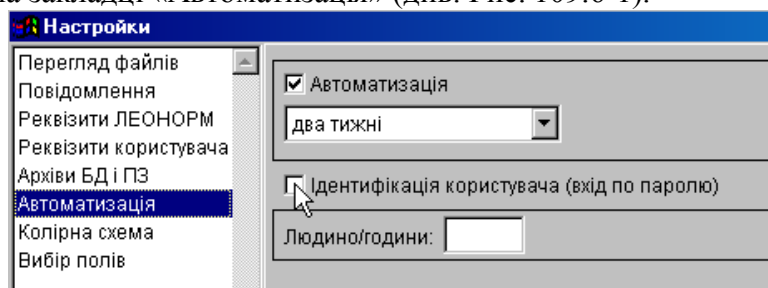 на закладці «Автоматизація» (див. Рис. 109.6-1).
Настройки
Перегляд файлів
Повідомлення
Реквізити ЛЕОНОРМ
Реквізити користувача
Архіви БД і ПЗ
Автоматизація
Колірна схема
Вибір полів
Автоматизація
два тижні
Ідентифікація користувача (вхід по паролю)
Людино/години: